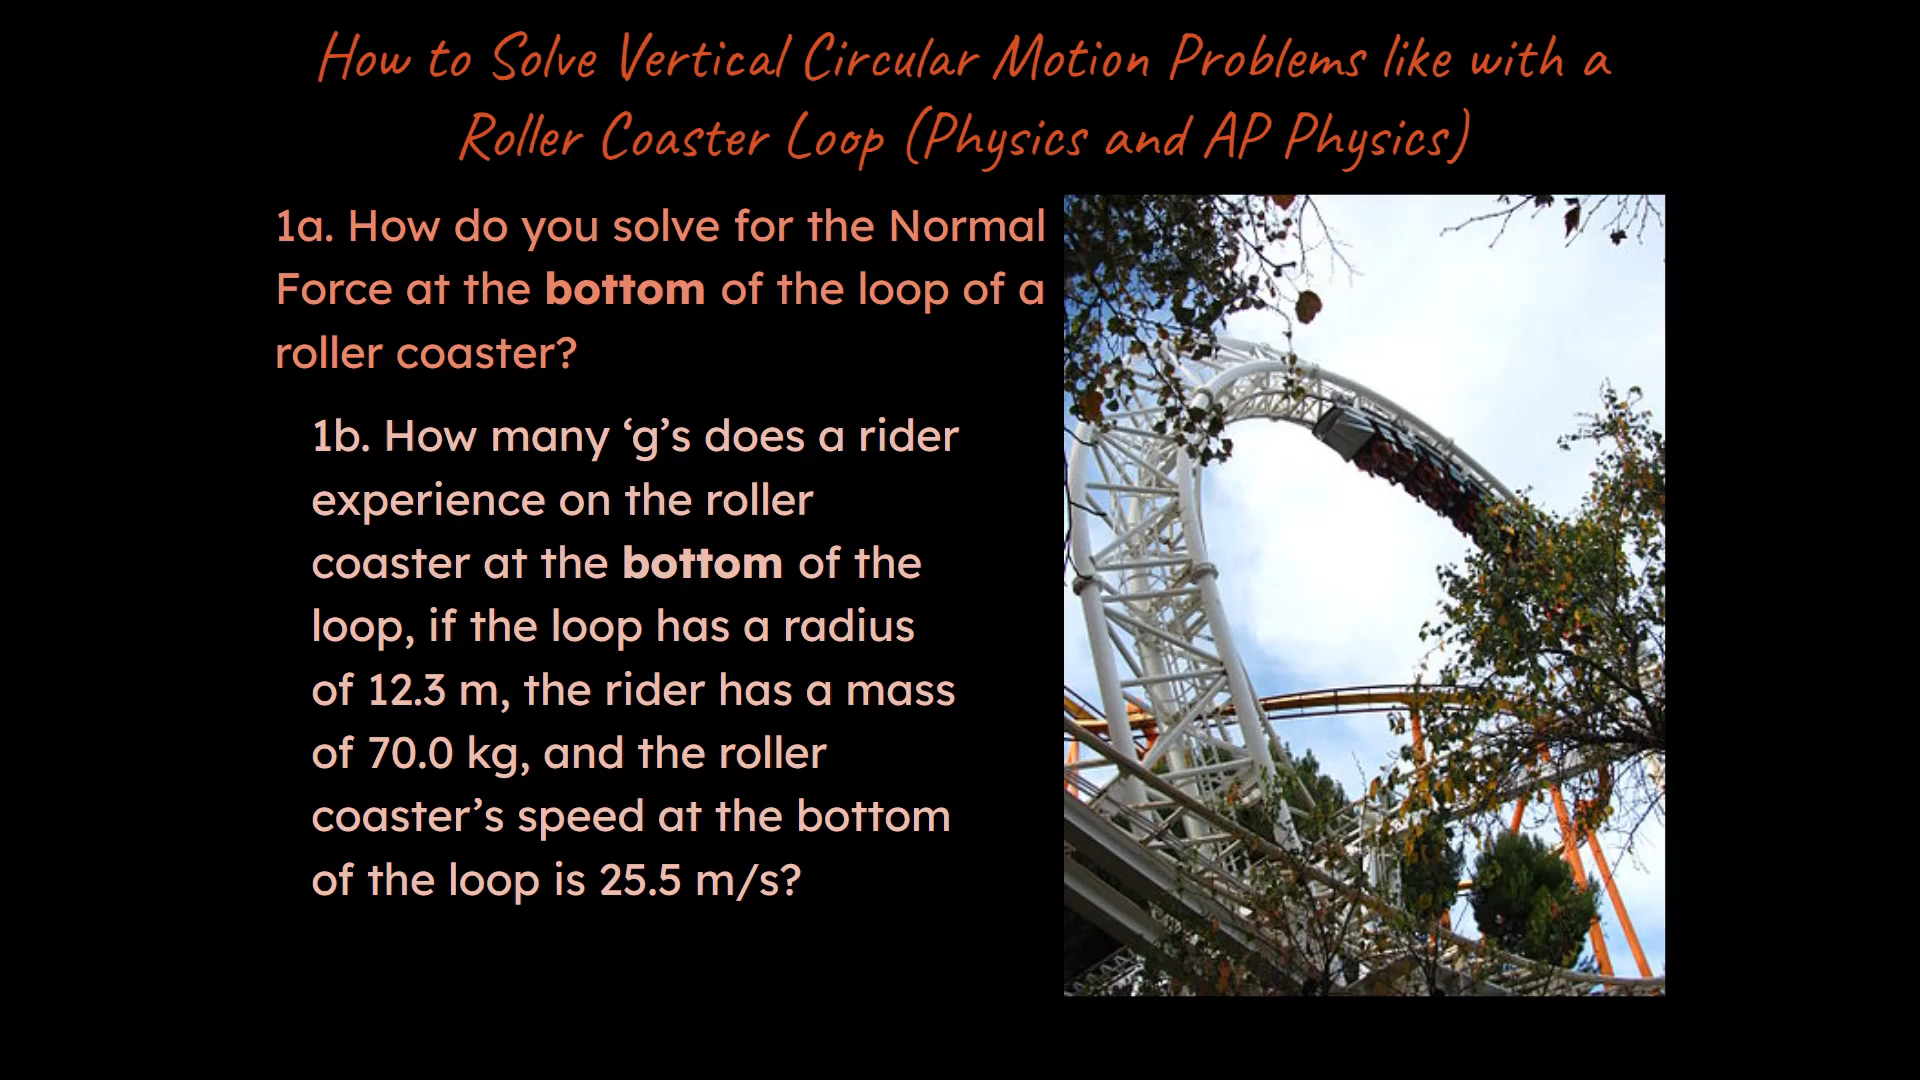 How to Solve Vertical Circular Motion Problems like with a
Roller Coaster Loop (Physics and AP Physics)
1a. How do you solve for the Normal
Force at the bottom of the loop of a
roller coaster?
1b. How many ‘g’s does a rider
experience on the roller
coaster at the bottom of the
loop, if the loop has a radius
of 12.3 m, the rider has a mass
of 70.0 kg, and the roller
coaster’s speed at the bottom
of the loop is 25.5 m/s?